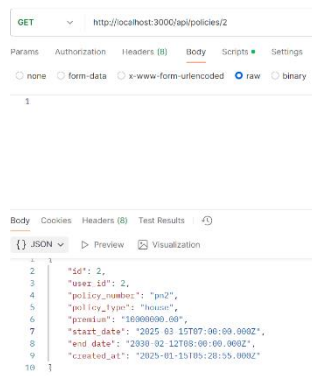 GET http://localhost:3000/api/policies/2
Params Authorization Headers (8) Body Scripts Settings
none form-data x-www-form-urlencoded raw binary
1
Body Cookies Headers (8) Test Results
{} JSON Preview Visualization
1 {
2 "id": 2,
3 "user_id": 2,
4 "policy_number": "pn2",
5 "policy_type": "house",
6 "premium": "10000000.00",
7 "start_date": "2025-03-15T07:00:00.000Z",
8 "end_date": "2030-02-12T08:00:00.000Z",
9 "created_at": "2025-01-15T05:28:55.000Z"
10 }